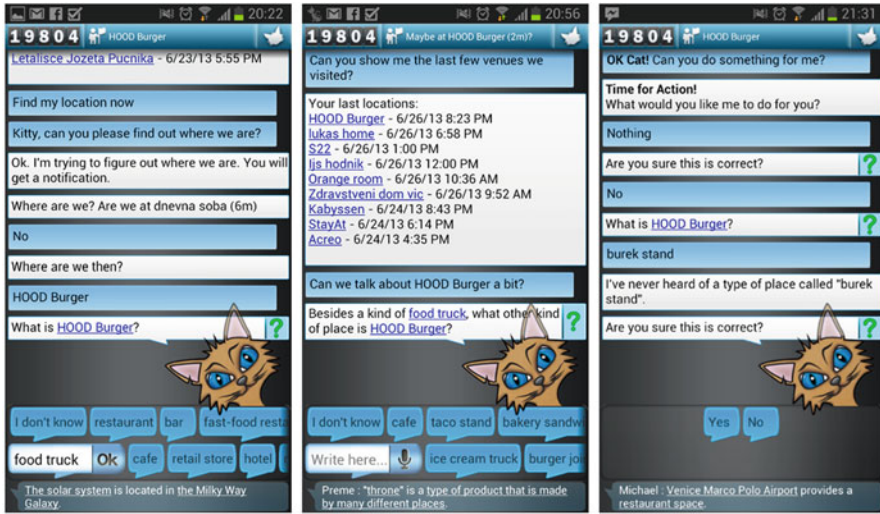 20:22
19804 HOOD Burger
Letalisce Jozeta Pucnika - 6/23/13 5:55 PM
Find my location now
Kitty, can you please find out where we are?
Ok. I'm trying to figure out where we are. You will
get a notification.
Where are we? Are we at dnevna soba (6m)
No
Where are we then?
HOOD Burger
What is HOOD Burger?
?
I don't know restaurant bar fast-food resta
food truck Ok cafe retail store hotel
The solar system is located in the Milky Way
Galaxy.
20:56
19804 Maybe at HOOD Burger (2m)?
Can you show me the last few venues we
visited?
Your last locations:
HOOD Burger - 6/26/13 8:23 PM
lukas home - 6/26/13 6:58 PM
S22 - 6/26/13 1:00 PM
Ijs hodnik - 6/26/13 12:00 PM
Orange room - 6/26/13 10:36 AM
Zdravstveni dom vic - 6/26/13 9:52 AM
Kabyssen - 6/24/13 8:43 PM
StayAt - 6/24/13 6:14 PM
Acreo - 6/24/13 4:35 PM
Can we talk about HOOD Burger a bit?
Besides a kind of food truck, what other kind
of place is HOOD Burger?
?
I don't know cafe taco stand bakery sandw
Write here... ice cream truck burger joi
Preme : "throne" is a type of product that is made
by many different places.
21:31
19804 HOOD Burger
OK Cat! Can you do something for me?
Time for Action!
What would you like me to do for you?
Nothing
Are you sure this is correct? ?
No
What is HOOD Burger? ?
burek stand
I've never heard of a type of place called "burek
stand".
Are you sure this is correct? ?
Yes No
Michael : Venice Marco Polo Airport provides a
restaurant space.